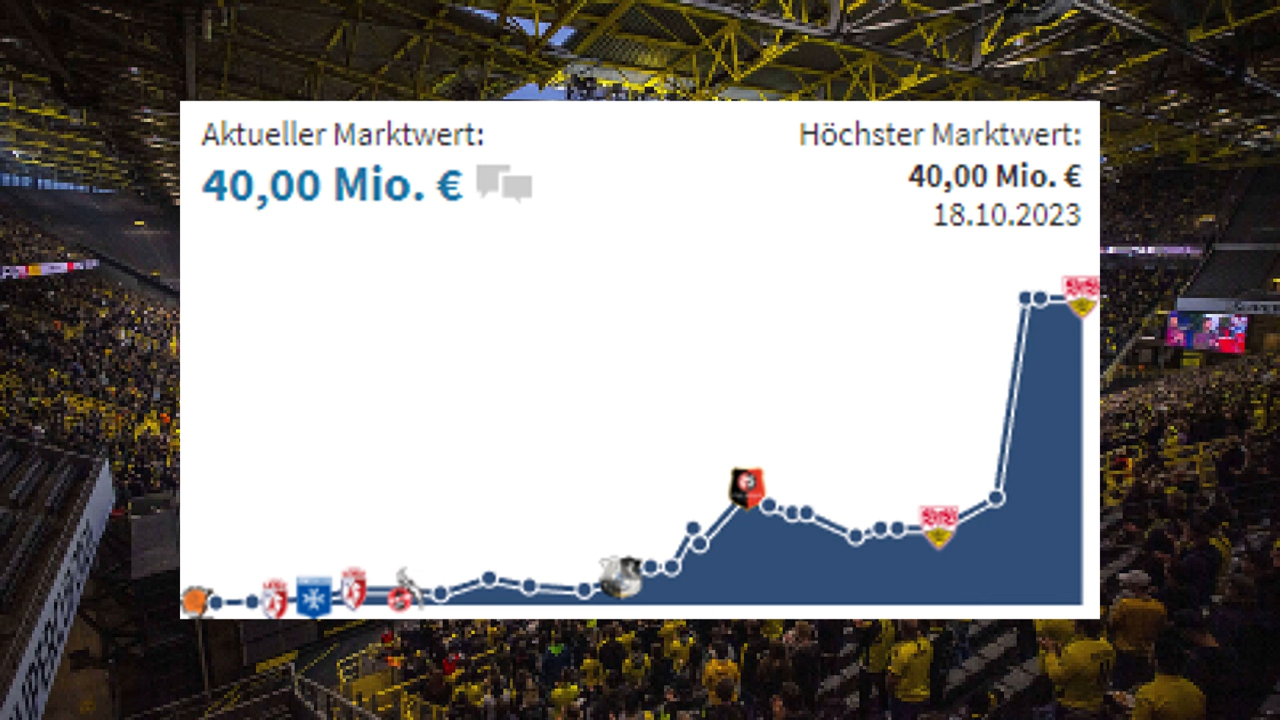 Aktueller Marktwert:
40,00 Mio. €
Höchster Marktwert:
40,00 Mio. €
18.10.2023